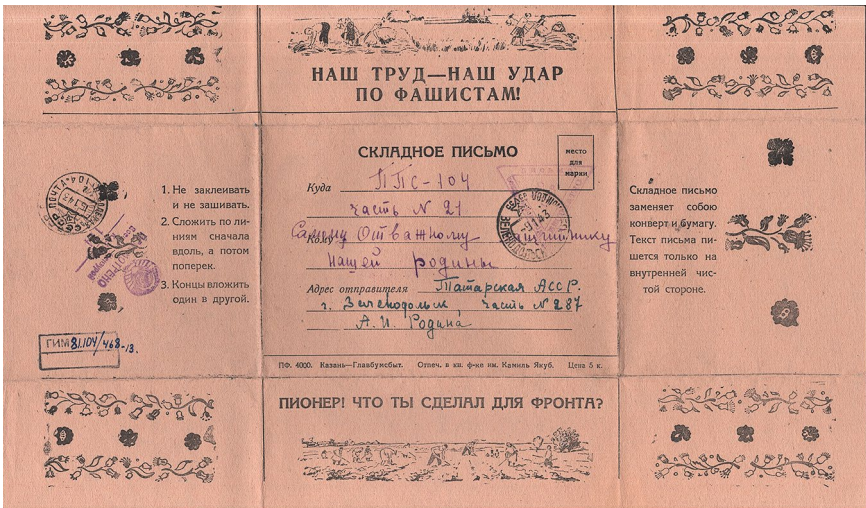 НАШ ТРУД—НАШ УДАР
ПО ФАШИСТАМ!
СКЛАДНОЕ ПИСЬМО
место
для
марки
Куда ППС-104
часть N 21
Кому Самому Отважному защитнику
нашей родины
Адрес отправителя Татарская АССР.
г. Зеленодольск, часть N 287
А. И. Родина
ПФ. 4000. Казань—Главбумсбыт. Отпеч. в кв. ф-ке им. Камиль Якуб. Цена 5 к.
1. Не заклеивать
и не зашивать.
2. Сложить по ли-
ниям сначала
вдоль, а потом
поперек.
3. Концы вложить
один в другой.
ГИМ 81.104/468-13.
Складное письмо
заменяет собою
конверт и бумагу.
Текст письма пи-
шется только на
внутренней чис-
той стороне.
ПИОНЕР! ЧТО ТЫ СДЕЛАЛ ДЛЯ ФРОНТА?